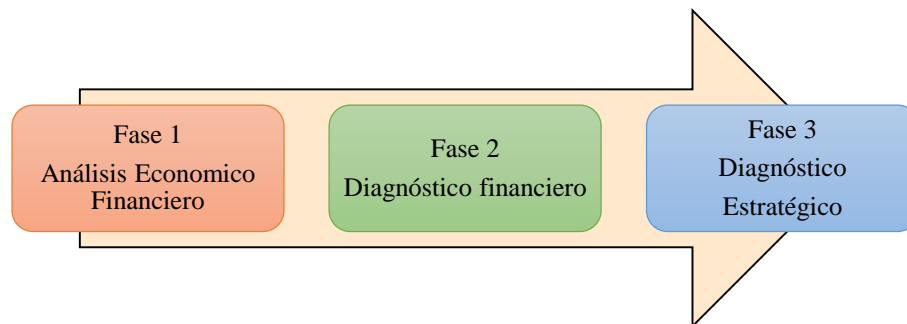 Fase 1
Análisis Economico
Financiero
Fase 2
Diagnóstico financiero
Fase 3
Diagnóstico
Estratégico